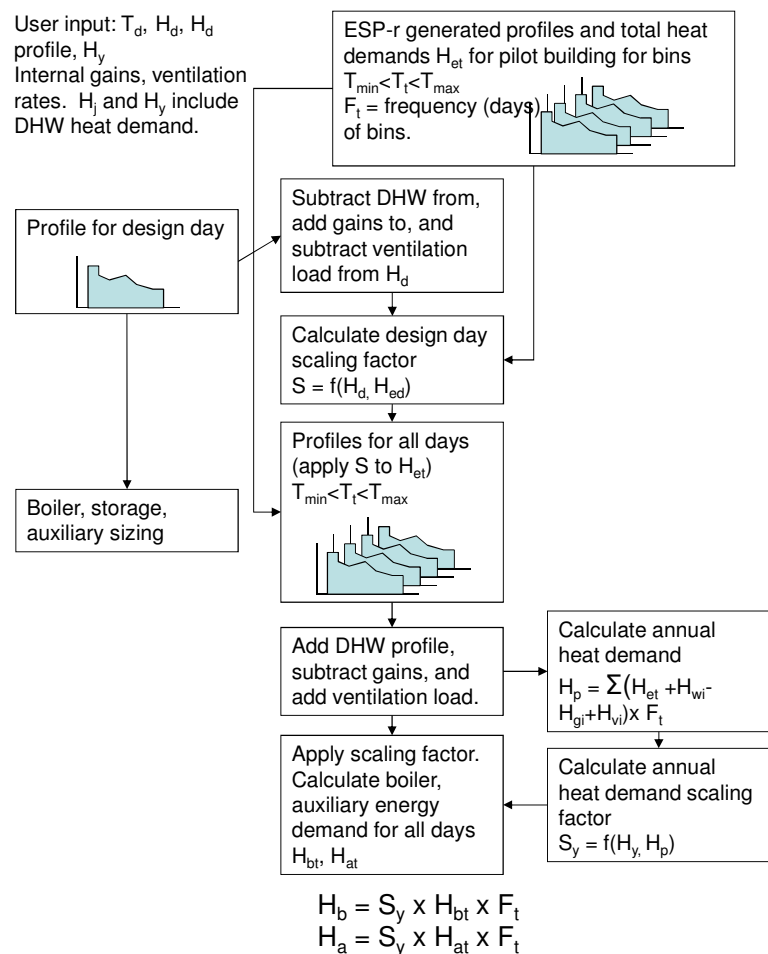 User input: T_d, H_d, H_d
profile, H_y
Internal gains, ventilation
rates. H_j and H_y include
DHW heat demand.
ESP-r generated profiles and total heat
demands H_et for pilot building for bins
T_min<T_t<T_max
F_t = frequency (days)
of bins.
Profile for design day
Subtract DHW from,
add gains to, and
subtract ventilation
load from H_d
Calculate design day
scaling factor
S = f(H_d, H_ed)
Profiles for all days
(apply S to H_et)
T_min<T_t<T_max
Boiler, storage,
auxiliary sizing
Add DHW profile,
subtract gains, and
add ventilation load.
Calculate annual
heat demand
H_p = Σ(H_et +H_wi-
H_gi+H_vi)x F_t
Apply scaling factor.
Calculate boiler,
auxiliary energy
demand for all days
H_bt, H_at
Calculate annual
heat demand scaling
factor
S_y = f(H_y, H_p)
H_b = S_y x H_bt x F_t
H_a = S_y x H_at x F_t